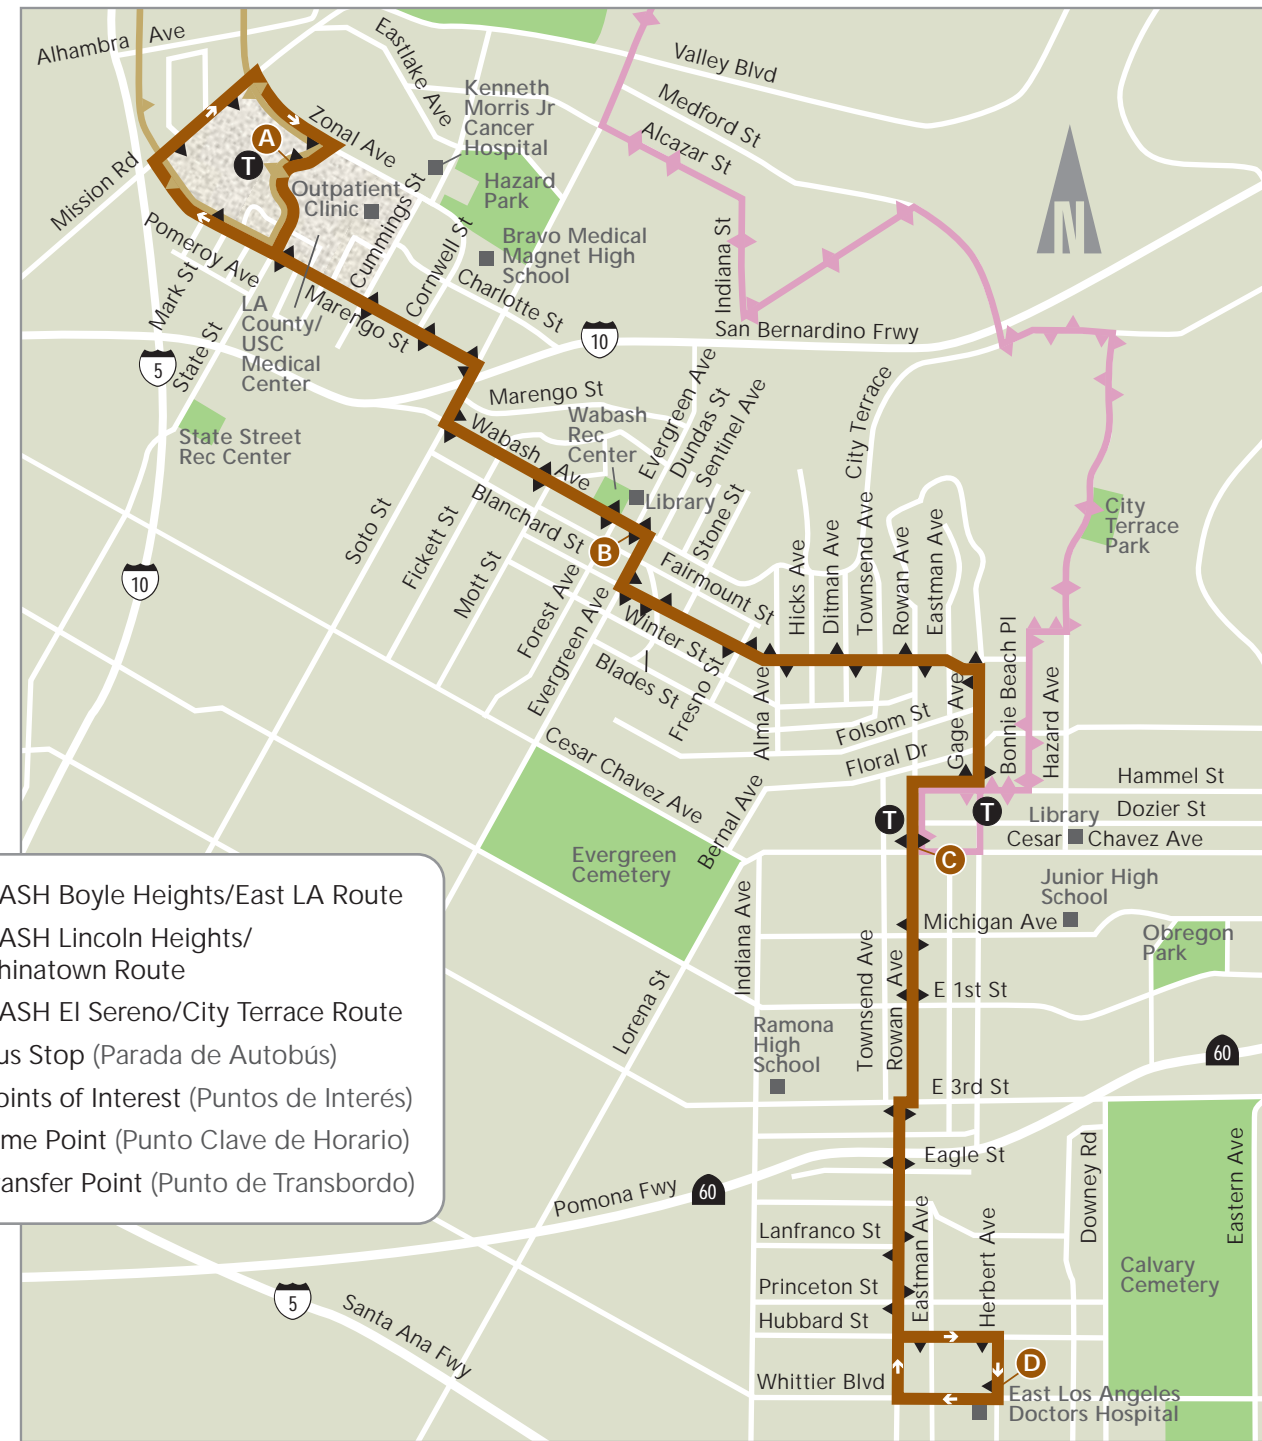 Alhambra Ave
Eastlake Ave
Valley Blvd
Kenneth
Morris Jr
Cancer
Hospital
Medford St
Zonal Ave
Alcazar St
A
T
Mission Rd
Outpatient
Clinic
Hazard
Park
Cummings St
Cornwell St
Bravo Medical
Magnet High
School
Pomeroy Ave
Indiana St
N
Mark St
State St
LA
County/
USC
Medical
Center
Marengo St
Charlotte St
San Bernardino Frwy
10
5
Marengo St
Evergreen Ave
Dundas St
Sentinel Ave
City Terrace
Wabash
Rec
Center
State Street
Rec Center
Wabash Ave
Library
Blanchard St
Stone St
Soto St
Fickett St
Mott St
B
City
Terrace
Park
Fairmount St
Hicks Ave
Ditman Ave
Townsend Ave
Rowan Ave
Eastman Ave
10
Forest Ave
Evergreen Ave
Winter St
Blades St
Fresno St
Alma Ave
Folsom St
Floral Dr
Gage Ave
Bonnie Beach Pl
Hazard Ave
Cesar Chavez Ave
Bernal Ave
Hammel St
Dozier St
T
T
Library
Cesar Chavez Ave
C
Evergreen
Cemetery
Junior High
School
Indiana Ave
Michigan Ave
Obregon
Park
ASH Boyle Heights/East LA Route
ASH Lincoln Heights/
hinatown Route
ASH El Sereno/City Terrace Route
us Stop (Parada de Autobús)
oints of Interest (Puntos de Interés)
me Point (Punto Clave de Horario)
ansfer Point (Punto de Transbordo)
Lorena St
Townsend Ave
Rowan Ave
E 1st St
Ramona
High
School
60
E 3rd St
Eagle St
Downey Rd
Eastern Ave
Pomona Fwy
60
Lanfranco St
Eastman Ave
Herbert Ave
Calvary
Cemetery
Princeton St
Hubbard St
5
Santa Ana Fwy
D
Whittier Blvd
East Los Angeles
Doctors Hospital